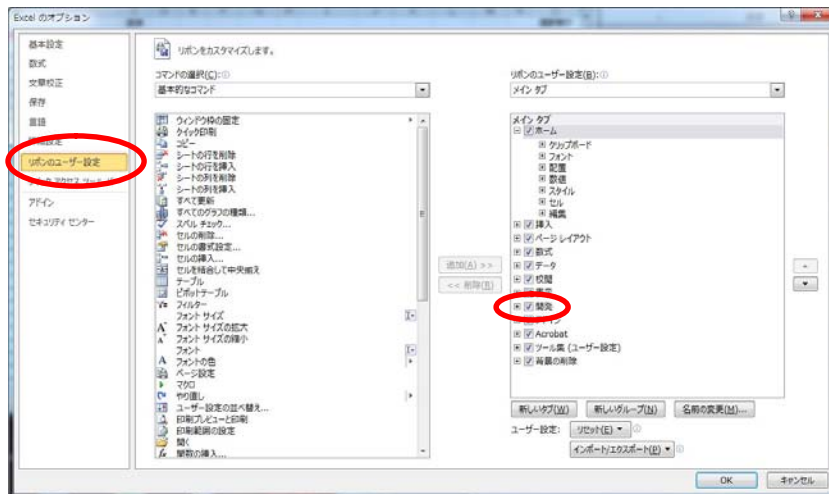 Excel のオプション
基本設定
数式
文章校正
保存
言語
リボンのユーザー設定
アドイン
セキュリティ センター
リボンをカスタマイズします。
コマンドの選択(C):
基本的なコマンド
ウィンドウ枠の固定
クイック印刷
コピー
シートの行を削除
シートの行を挿入
シートの列を削除
シートの列を挿入
すべて更新
すべてのグラフの種類...
スペル チェック...
セルの削除...
セルの書式設定...
セルの挿入...
セルを結合して中央揃え
テーブル
ピボットテーブル
フィルター
フォント サイズ
フォント サイズの拡大
フォント サイズの縮小
フォント
フォントの色
ページ設定
マクロ
やり直し
ユーザー設定の並べ替え...
印刷プレビューと印刷
印刷範囲の設定
開く
関数の挿入...
追加(A) >>
<< 削除(R)
リボンのユーザー設定(B):
メイン タブ
メイン タブ
ホーム
クリップボード
フォント
配置
数値
スタイル
セル
編集
挿入
ページ レイアウト
数式
データ
校閲
開発
Acrobat
ツール集 (ユーザー設定)
背景の削除
新しいタブ(W)
新しいグループ(N)
名前の変更(M)...
ユーザー設定:
リセット(E)
インポート/エクスポート(P)
OK
キャンセル